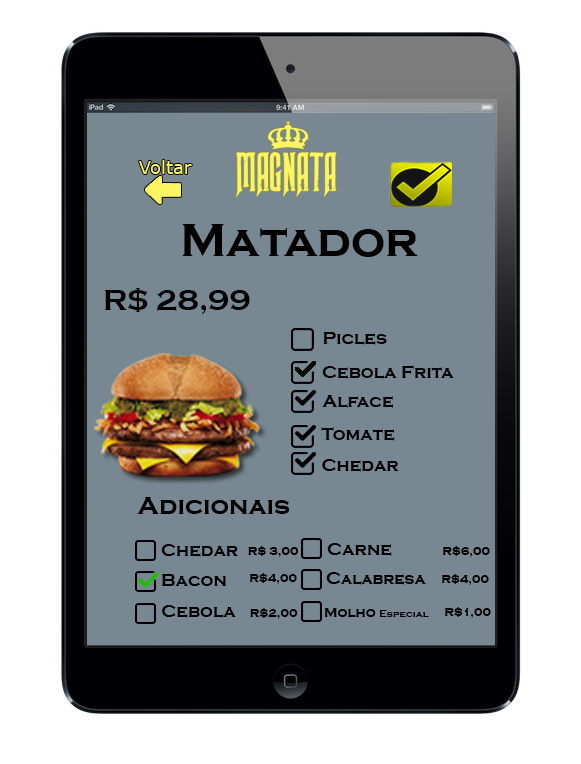 iPad 9:41 AM
Voltar
MAGNATA
Matador
R$ 28,99
Picles
Cebola Frita
Alface
Tomate
Chedar
Adicionais
Chedar R$ 3,00 Carne R$6,00
Bacon R$4,00 Calabresa R$4,00
Cebola R$2,00 Molho Especial R$1,00